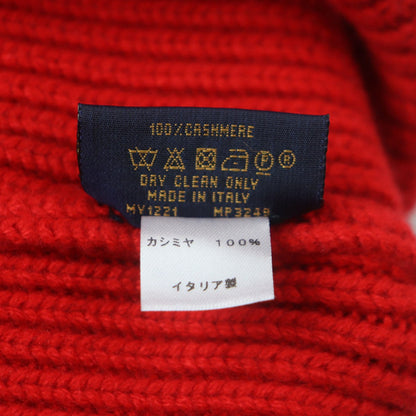 100%CASHMERE
F R
DRY CLEAN ONLY
MADE IN ITALY
MY1221 MP3248
カシミヤ 100%
イタリア製